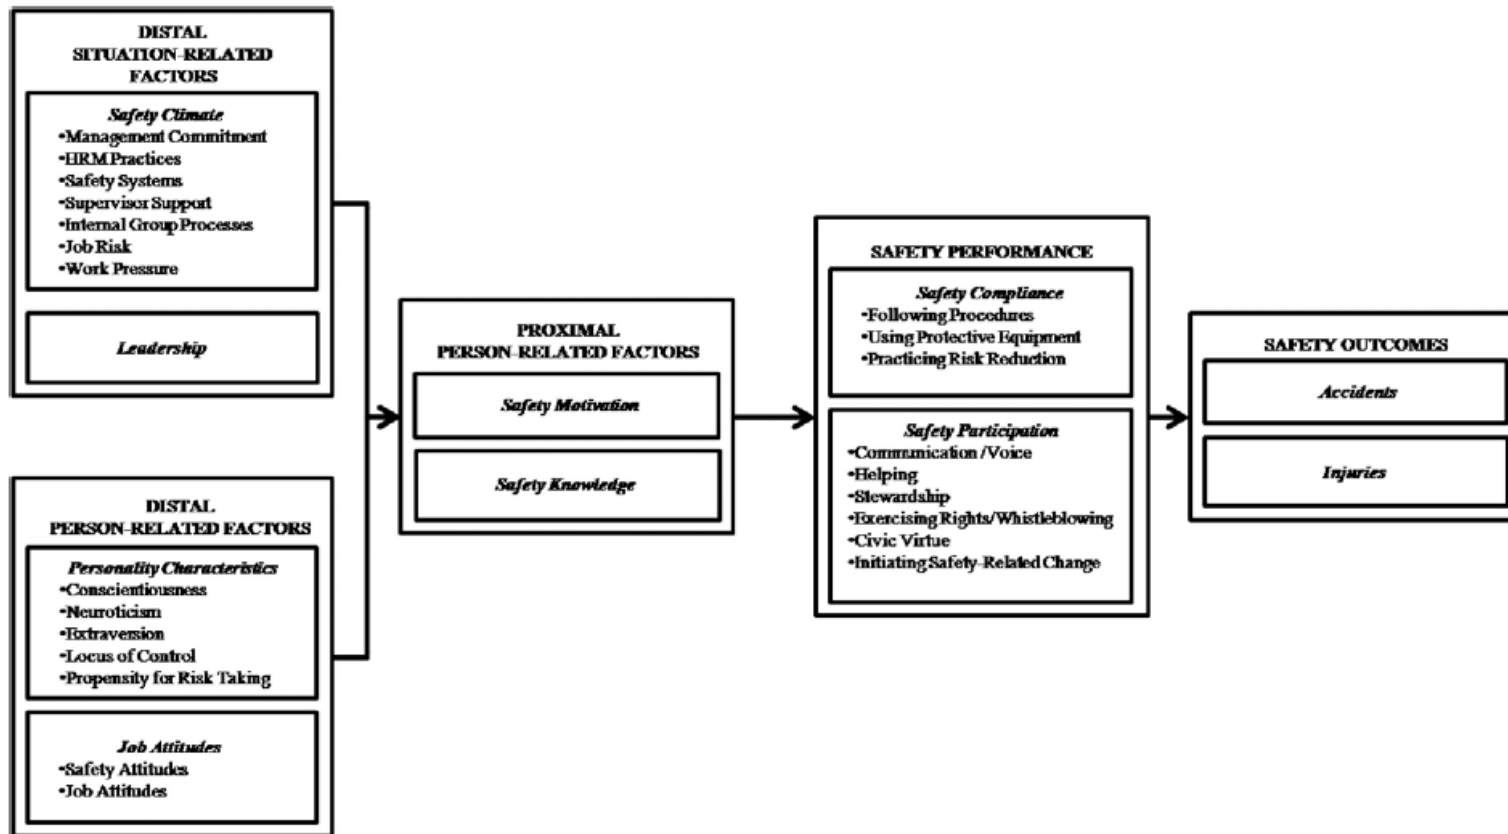 DISTAL
SITUATION-RELATED
FACTORS
Safety Climate
•Management Commitment
•HRM Practices
•Safety Systems
•Supervisor Support
•Internal Group Processes
•Job Risk
•Work Pressure
Leadership
DISTAL
PERSON-RELATED FACTORS
Personality Characteristics
•Conscientiousness
•Neuroticism
•Extraversion
•Locus of Control
•Propensity for Risk Taking
Job Attitudes
•Safety Attitudes
•Job Attitudes
PROXIMAL
PERSON-RELATED FACTORS
Safety Motivation
Safety Knowledge
SAFETY PERFORMANCE
Safety Compliance
•Following Procedures
•Using Protective Equipment
•Practicing Risk Reduction
Safety Participation
•Communication /Voice
•Helping
•Stewardship
•Exercising Rights/Whistleblowing
•Civic Virtue
•Initiating Safety-Related Change
SAFETY OUTCOMES
Accidents
Injuries